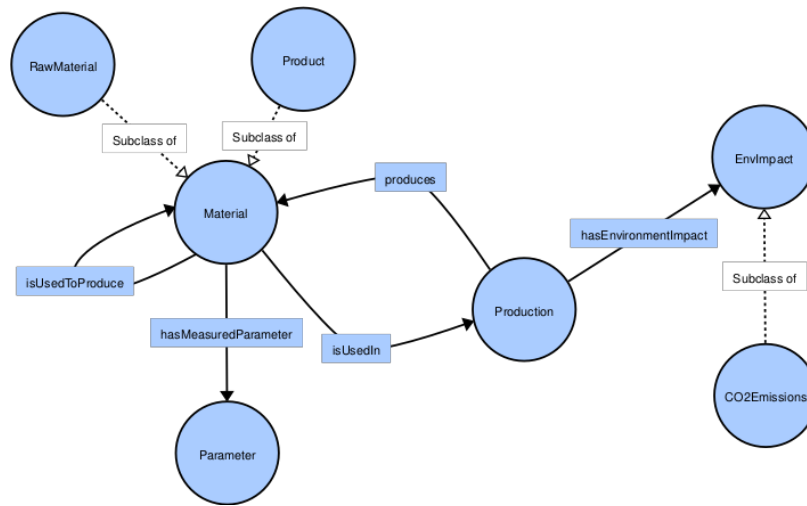 RawMaterial
Product
Subclass of
Subclass of
EnvImpact
produces
Material
hasEnvironmentImpact
isUsedToProduce
Subclass of
Production
hasMeasuredParameter
isUsedIn
CO2Emissions
Parameter